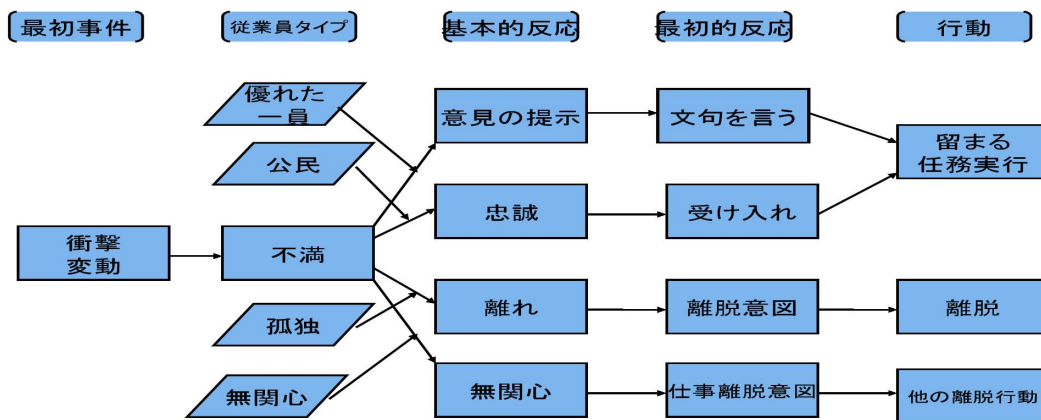 最初事件
従業員タイプ
基本的反応
最初的反応
行動
優れた
一員
公民
衝撃
変動
不満
孤独
無関心
意見の提示
忠誠
離れ
無関心
文句を言う
受け入れ
離脱意図
仕事離脱意図
留まる
任務実行
離脱
他の離脱行動